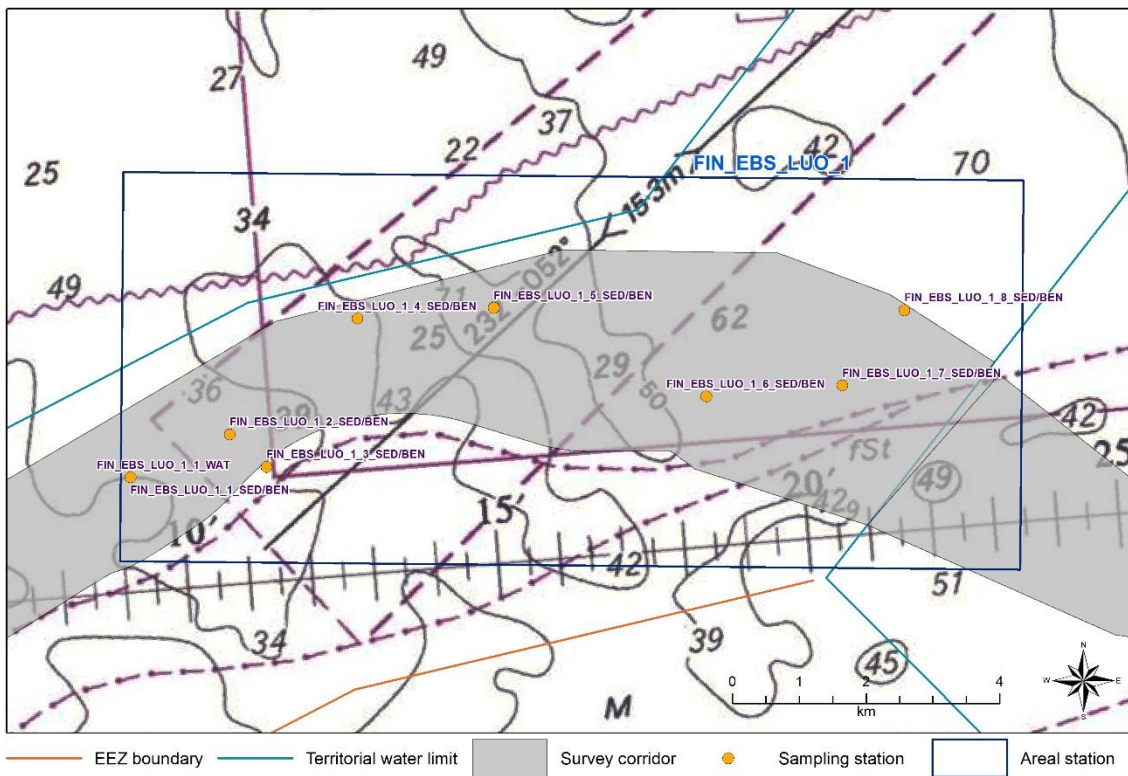 49
27
37
22
42
70
25
FIN_EBS_LUO_1
15·3m
34
49
232°-052°
71
FIN_EBS_LUO_1_4_SED/BEN
FIN_EBS_LUO_1_5_SED/BEN
FIN_EBS_LUO_1_8_SED/BEN
62
25
29
36
50
FIN_EBS_LUO_1_6_SED/BEN
FIN_EBS_LUO_1_7_SED/BEN
43
29
42
FIN_EBS_LUO_1_2_SED/BEN
FIN_EBS_LUO_1_3_SED/BEN
fSt
25
FIN_EBS_LUO_1_1_WAT
FIN_EBS_LUO_1_1_SED/BEN
20'
49
42₉
15'
10'
42
51
34
39
45
M
N
W
E
S
0 1 2 4
km
EEZ boundary Territorial water limit Survey corridor Sampling station Areal station